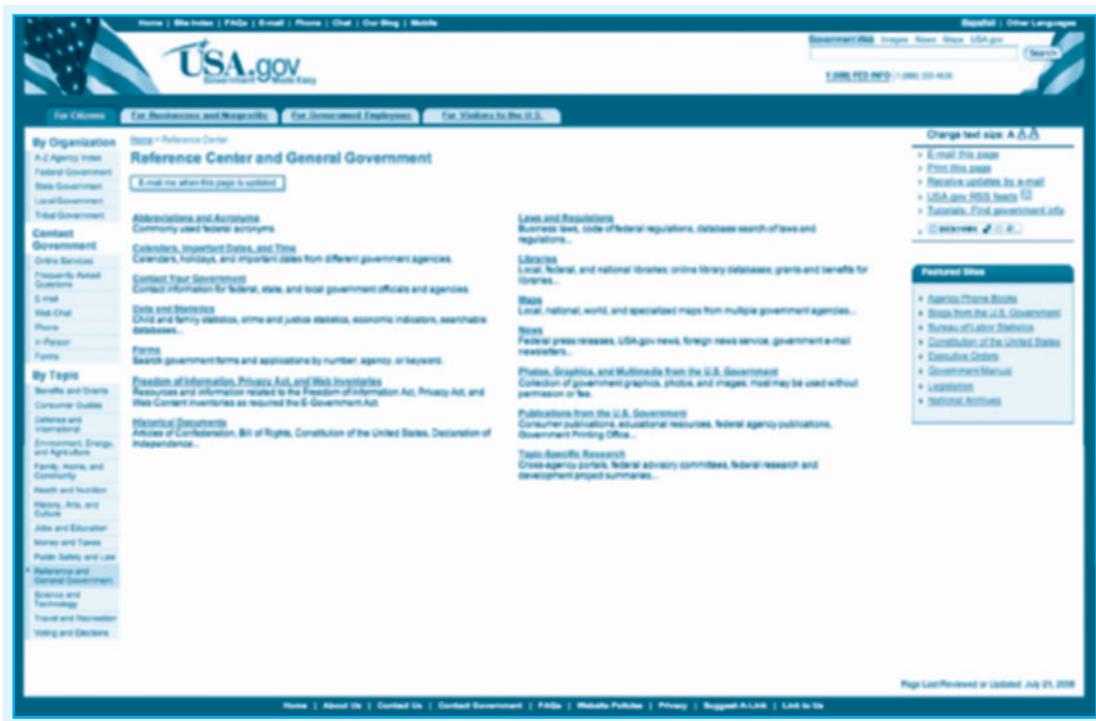 Home | Site Index | FAQs | E-mail | Phone | Chat | Our Blog | Mobile
Español | Other Languages
USA.gov
Government Made Easy
Government Web Images News Maps USA.gov
Search
1 (800) FED INFO
For Citizens
For Businesses and Nonprofits
For Government Employees
For Visitors to the U.S.
By Organization
A-Z Agency Index
Federal Government
State Government
Local Government
Tribal Government
Contact
Government
Online Services
Frequently Asked
Questions
E-mail
Web Chat
Phone
In-Person
Forms
By Topic
Benefits and Grants
Consumer Guides
Defense and
International
Environment, Energy,
and Agriculture
Family, Home, and
Community
Health and Nutrition
History, Arts, and
Culture
Jobs and Education
Money and Taxes
Public Safety and Law
Reference and
General Government
Science and
Technology
Travel and Recreation
Voting and Elections
Home > Reference Center
Reference Center and General Government
E-mail me when this page is updated
Abbreviations and Acronyms
Commonly used federal acronyms
Calendars, Important Dates, and Time
Calendars, holidays, and important dates from different government agencies.
Contact Your Government
Contact information for federal, state, and local government officials and agencies.
Data and Statistics
Child and family statistics, crime and justice statistics, economic indicators, searchable
databases...
Forms
Search government forms and applications by number, agency, or keyword.
Freedom of Information, Privacy Act, and Web Inventories
Resources and information related to the Freedom of Information Act, Privacy Act, and
Web Content inventories as required the E-Government Act
Historical Documents
Articles of Confederation, Bill of Rights, Constitution of the United States, Declaration of
Independence...
Laws and Regulations
Business laws, code of federal regulations, database search of laws and
regulations...
Libraries
Local, federal, and national libraries; online library databases; grants and benefits for
libraries...
Maps
Local, national, world, and specialized maps from multiple government agencies...
News
Federal press releases, USA.gov news, foreign news service, government e-mail
newsletters...
Photos, Graphics, and Multimedia from the U.S. Government
Collection of government graphics, photos, and images; most may be used without
permission or fee.
Publications from the U.S. Government
Consumer publications, educational resources, federal agency publications,
Government Printing Office...
Topic-Specific Research
Cross-agency portals, federal advisory committees, federal research and
development project summaries...
Change text size: A A A
E-mail this page
Print this page
Receive updates by e-mail
USA.gov RSS feeds
Tutorials: Find government info
Featured Sites
Agency Phone Books
Blogs from the U.S. Government
Bureau of Labor Statistics
Constitution of the United States
Executive Orders
Government Manual
Legislation
National Archives
Page Last Reviewed or Updated: July 21, 2008
Home | About Us | Contact Us | Contact Government | FAQs | Website Policies | Privacy | Suggest-A-Link | Link to Us